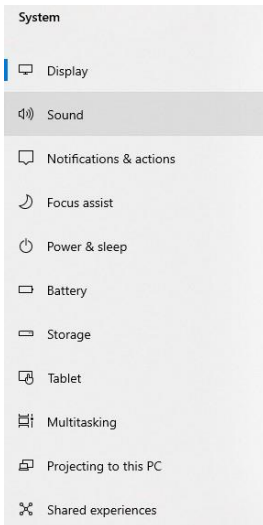 System
Display
Sound
Notifications & actions
Focus assist
Power & sleep
Battery
Storage
Tablet
Multitasking
Projecting to this PC
Shared experiences